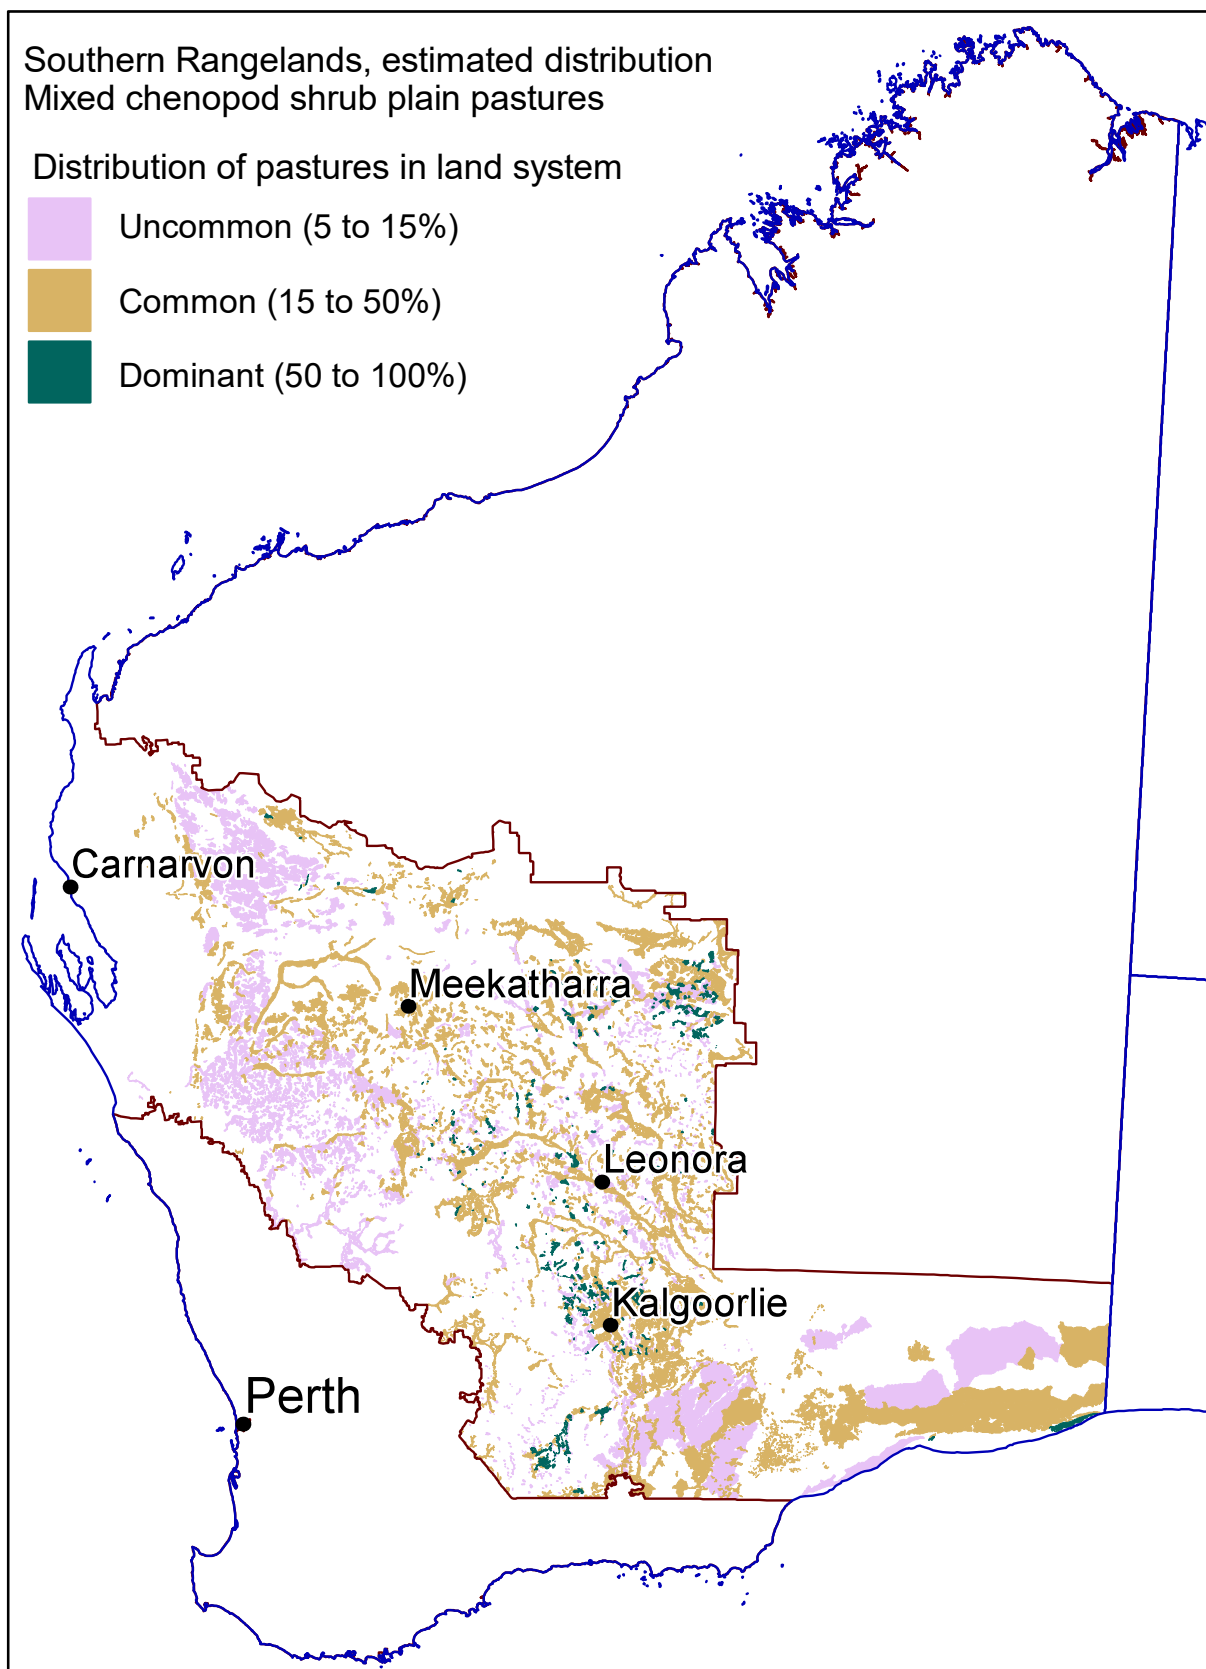 Southern Rangelands, estimated distribution
Mixed chenopod shrub plain pastures
Distribution of pastures in land system
Uncommon (5 to 15%)
Common (15 to 50%)
Dominant (50 to 100%)
Carnarvon
Meekatharra
Leonora
Kalgoorlie
Perth